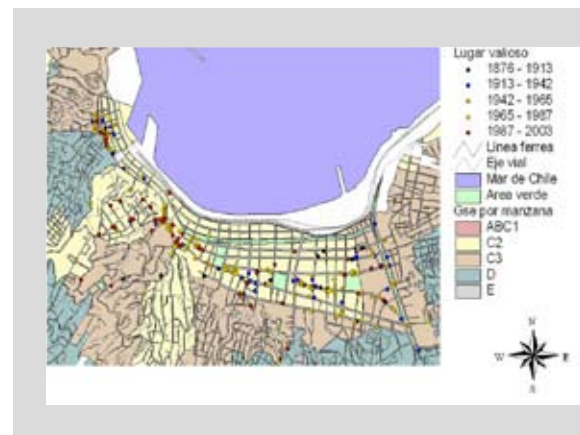 Lugar valioso
1876 - 1913
1913 - 1942
1942 - 1965
1965 - 1987
1987 - 2003
Linea ferrea
Eje vial
Mar de Chile
Area verde
Gse por manzana
ABC1
C2
C3
D
E
N
W E